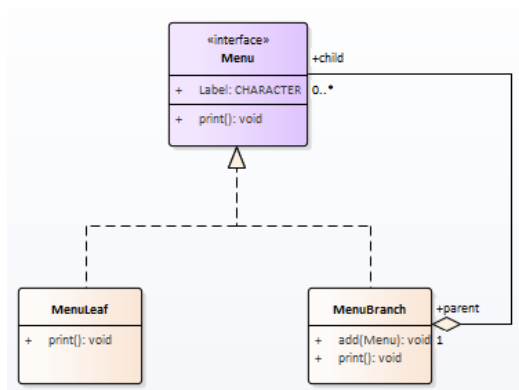 «interface»
Menu
+ Label: CHARACTER
+ print(): void
+child
0..*
MenuLeaf
+ print(): void
MenuBranch
+ add(Menu): void
+ print(): void
+parent
1